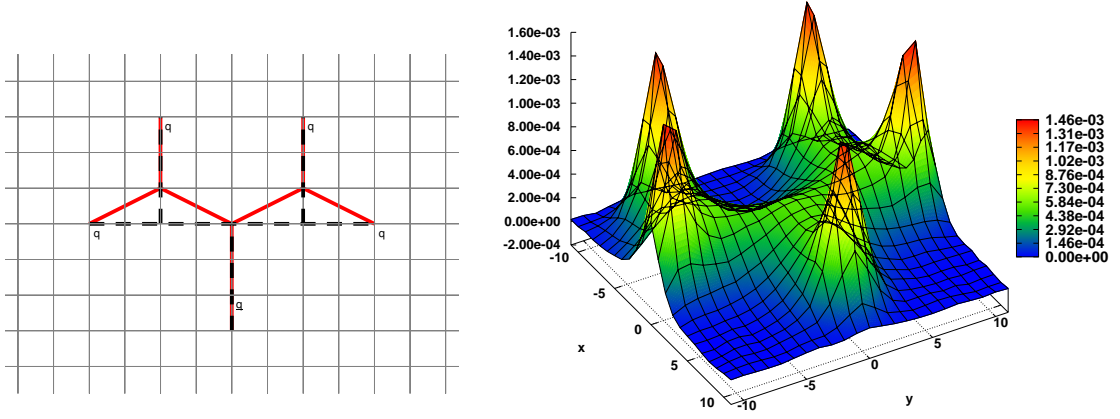 q q
q q
q
1.60e-03
1.40e-03
1.20e-03
1.00e-03
8.00e-04
6.00e-04
4.00e-04
2.00e-04
0.00e+00
-2.00e-04
-10
-5
0
5
10
x
-10
-5
0
5
10
y
1.46e-03
1.31e-03
1.17e-03
1.02e-03
8.76e-04
7.30e-04
5.84e-04
4.38e-04
2.92e-04
1.46e-04
0.00e+00